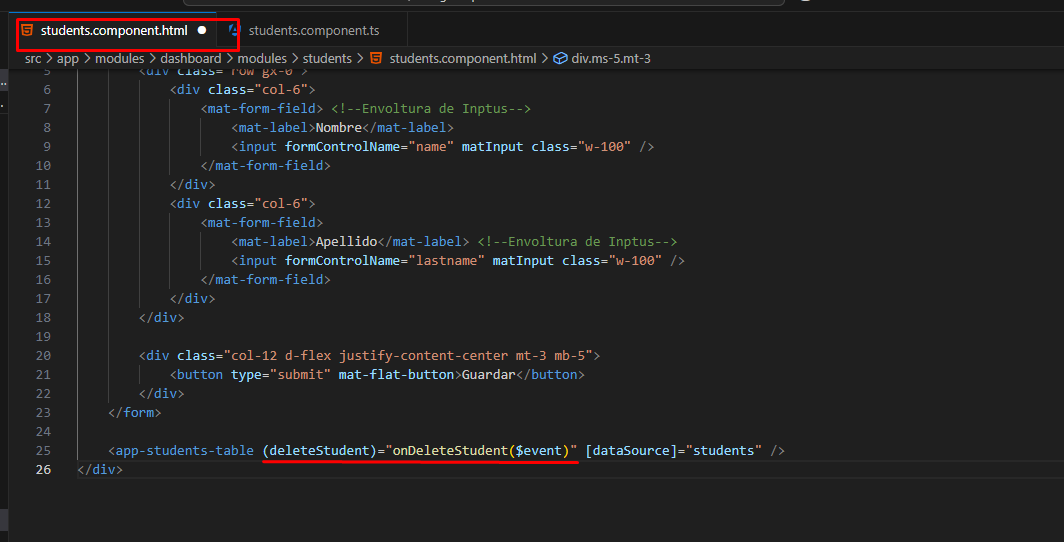 students.component.html
students.component.ts
src > app > modules > dashboard > modules > students > students.component.html > div.ms-5.mt-3
5 <div class="row gx-0">
6 <div class="col-6">
7 <mat-form-field> <!--Envoltura de Inptus-->
8 <mat-label>Nombre</mat-label>
9 <input formControlName="name" matInput class="w-100" />
10 </mat-form-field>
11 </div>
12 <div class="col-6">
13 <mat-form-field>
14 <mat-label>Apellido</mat-label> <!--Envoltura de Inptus-->
15 <input formControlName="lastname" matInput class="w-100" />
16 </mat-form-field>
17 </div>
18 </div>
19
20 <div class="col-12 d-flex justify-content-center mt-3 mb-5">
21 <button type="submit" mat-flat-button>Guardar</button>
22 </div>
23 </form>
24
25 <app-students-table (deleteStudent)="onDeleteStudent($event)" [dataSource]="students" />
26 </div>